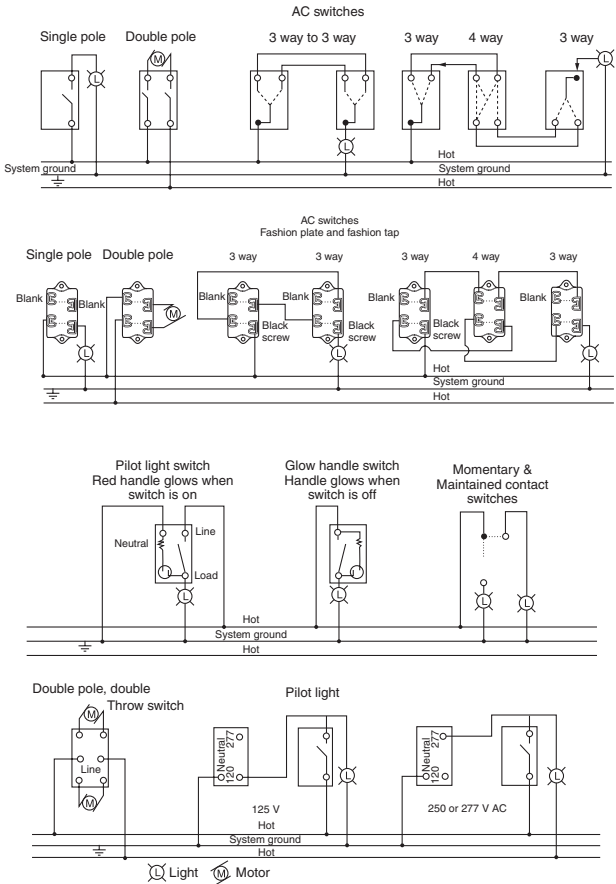 AC switches
Single pole Double pole 3 way to 3 way 3 way 4 way 3 way
M
L L L
Hot
System ground System ground
Hot
AC switches
Fashion plate and fashion tap
Single pole Double pole 3 way 3 way 3 way 4 way 3 way
Blank Blank Blank Blank Blank Blank
M
Black screw Black screw Black screw
L L L
Hot
System ground
Hot
Pilot light switch
Red handle glows when
switch is on
Glow handle switch
Handle glows when
switch is off
Momentary &
Maintained contact
switches
Neutral Line
Load
L L L L
Hot
System ground
Hot
Double pole, double
Throw switch
Pilot light
M
Line
M
Neutral
120 277
L
125 V
Neutral
120 277
L
250 or 277 V AC
Hot
System ground
Hot
L Light M Motor